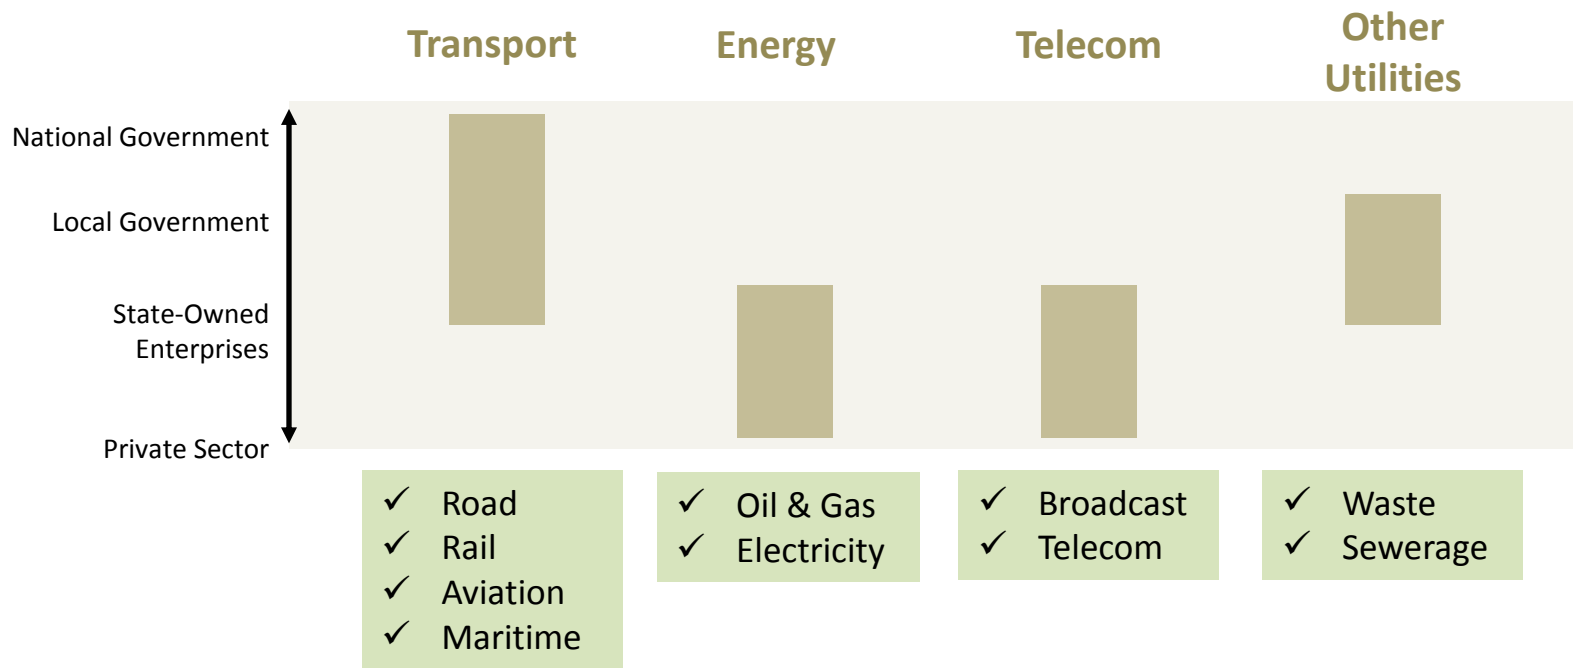 Transport
Energy
Telecom
Other
Utilities
National Government
Local Government
State-Owned
Enterprises
Private Sector
✓ Road
✓ Rail
✓ Aviation
✓ Maritime
✓ Oil & Gas
✓ Electricity
✓ Broadcast
✓ Telecom
✓ Waste
✓ Sewerage